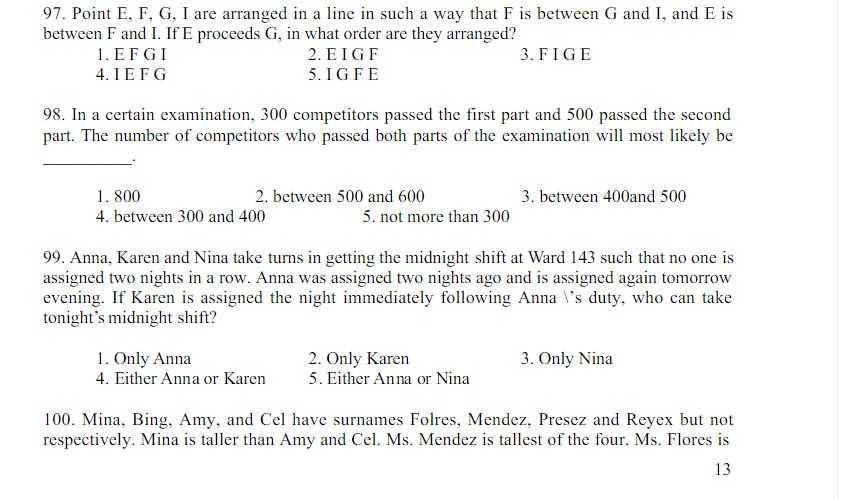 97. Point E, F, G, I are arranged in a line in such a way that F is between G and I, and E is
between F and I. If E proceeds G, in what order are they arranged?
1. E F G I 2. E I G F 3. F I G E
4. I E F G 5. I G F E
98. In a certain examination, 300 competitors passed the first part and 500 passed the second
part. The number of competitors who passed both parts of the examination will most likely be
__________.
1. 800 2. between 500 and 600 3. between 400and 500
4. between 300 and 400 5. not more than 300
99. Anna, Karen and Nina take turns in getting the midnight shift at Ward 143 such that no one is
assigned two nights in a row. Anna was assigned two nights ago and is assigned again tomorrow
evening. If Karen is assigned the night immediately following Anna \'s duty, who can take
tonight's midnight shift?
1. Only Anna 2. Only Karen 3. Only Nina
4. Either Anna or Karen 5. Either Anna or Nina
100. Mina, Bing, Amy, and Cel have surnames Folres, Mendez, Presez and Reyex but not
respectively. Mina is taller than Amy and Cel. Ms. Mendez is tallest of the four. Ms. Flores is
13